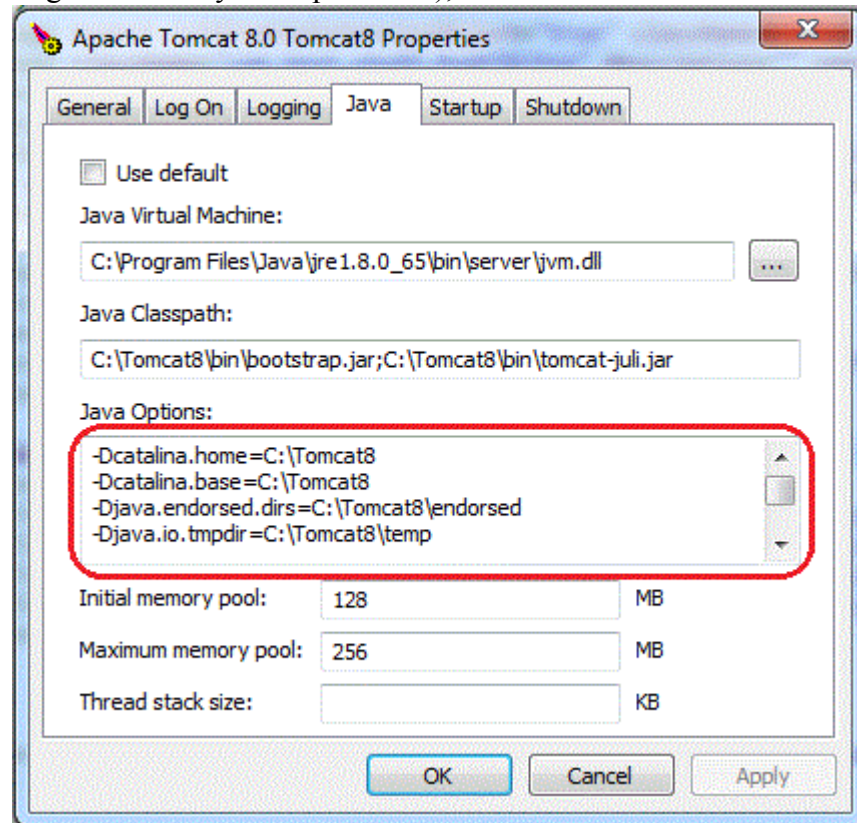 Apache Tomcat 8.0 Tomcat8 Properties
General Log On Logging Java Startup Shutdown
Use default
Java Virtual Machine:
C:\Program Files\Java\jre1.8.0_65\bin\server\jvm.dll ...
Java Classpath:
C:\Tomcat8\bin\bootstrap.jar;C:\Tomcat8\bin\tomcat-juli.jar
Java Options:
-Dcatalina.home=C:\Tomcat8
-Dcatalina.base=C:\Tomcat8
-Djava.endorsed.dirs=C:\Tomcat8\endorsed
-Djava.io.tmpdir=C:\Tomcat8\temp
Initial memory pool: 128 MB
Maximum memory pool: 256 MB
Thread stack size: KB
OK Cancel Apply